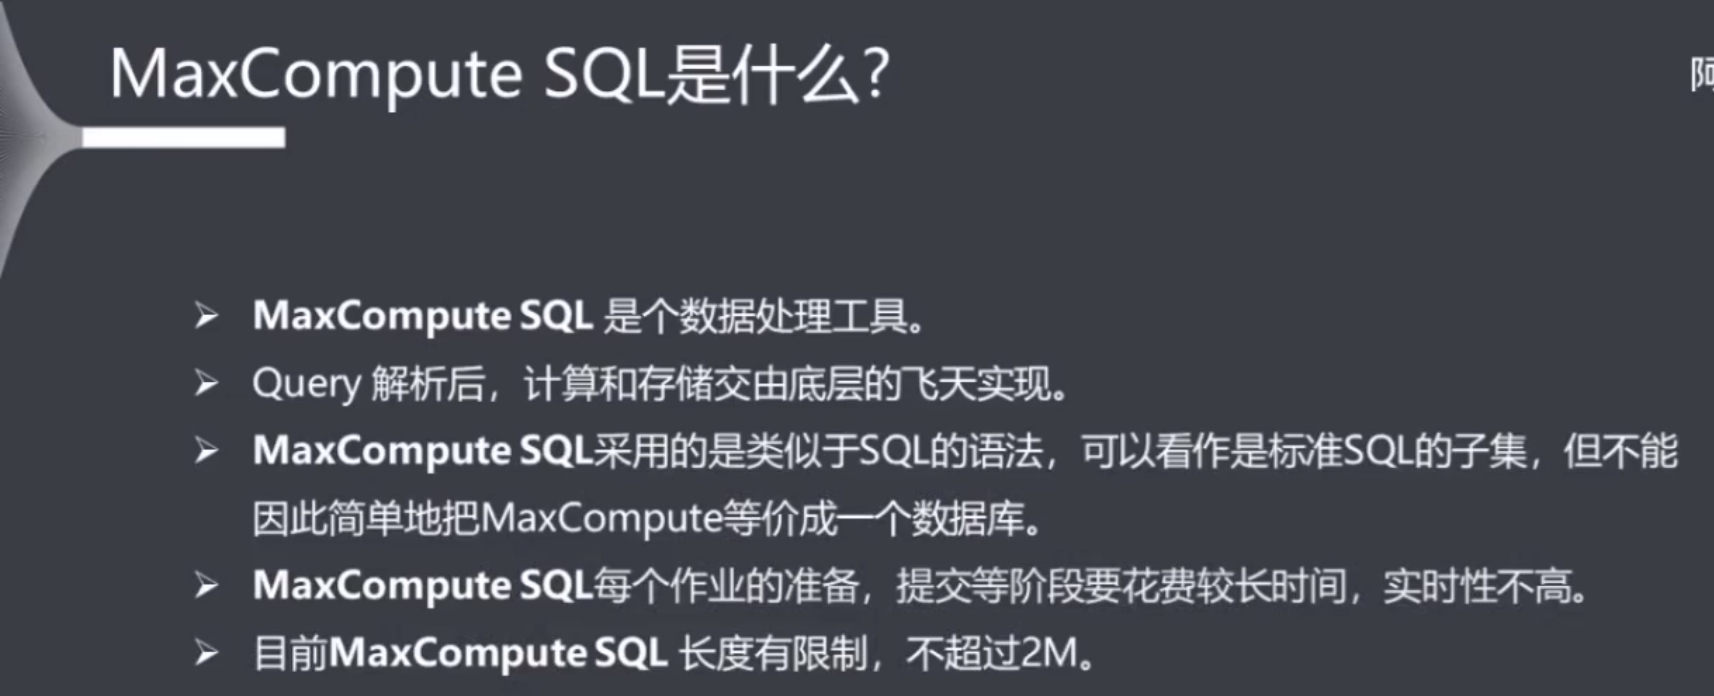 MaxCompute SQL是什么?
阿
➢ MaxCompute SQL 是个数据处理工具。
➢ Query 解析后，计算和存储交由底层的飞天实现。
➢ MaxCompute SQL采用的是类似于SQL的语法，可以看作是标准SQL的子集，但不能
因此简单地把MaxCompute等价成一个数据库。
➢ MaxCompute SQL每个作业的准备，提交等阶段要花费较长时间，实时性不高。
➢ 目前MaxCompute SQL 长度有限制，不超过2M。